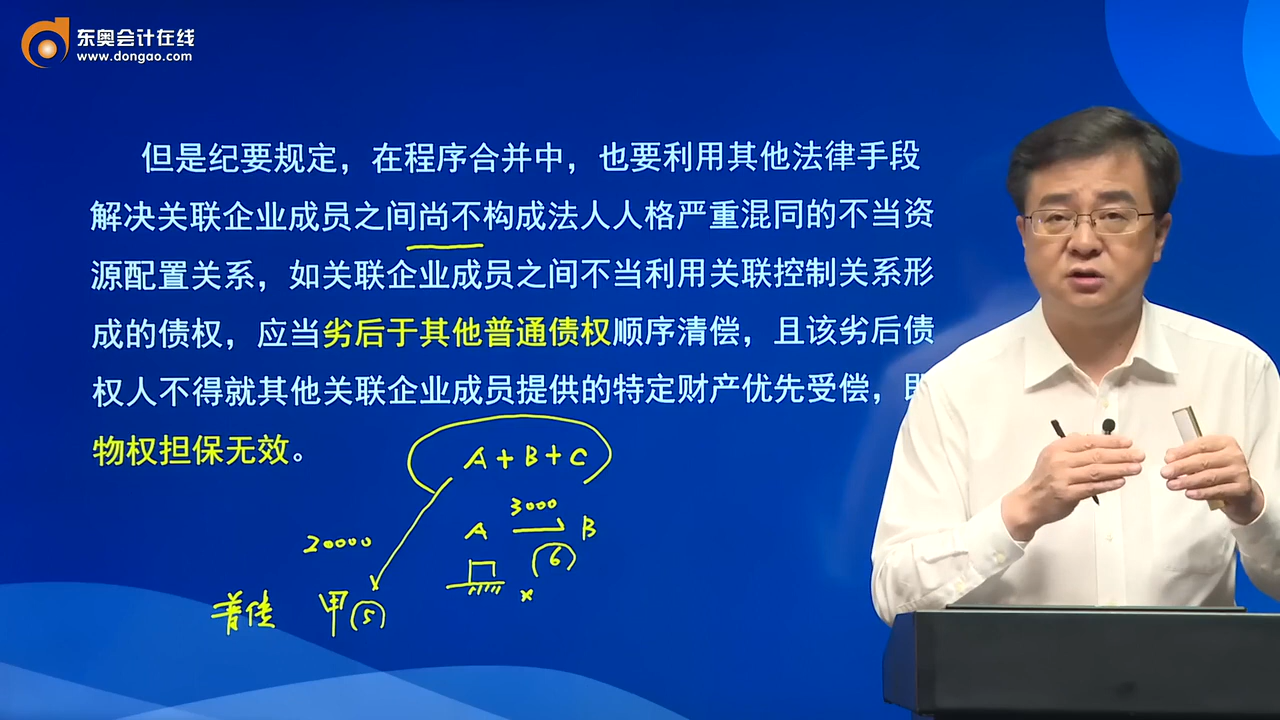 东奥会计在线
www.dongao.com
但是纪要规定，在程序合并中，也要利用其他法律手段
解决关联企业成员之间尚不构成法人人格严重混同的不当资
源配置关系，如关联企业成员之间不当利用关联控制关系形
成的债权，应当劣后于其他普通债权顺序清偿，且该劣后债
权人不得就其他关联企业成员提供的特定财产优先受偿，即
物权担保无效。
A+B+C
3000
A B
20000
(6)
x
普债 甲(5)